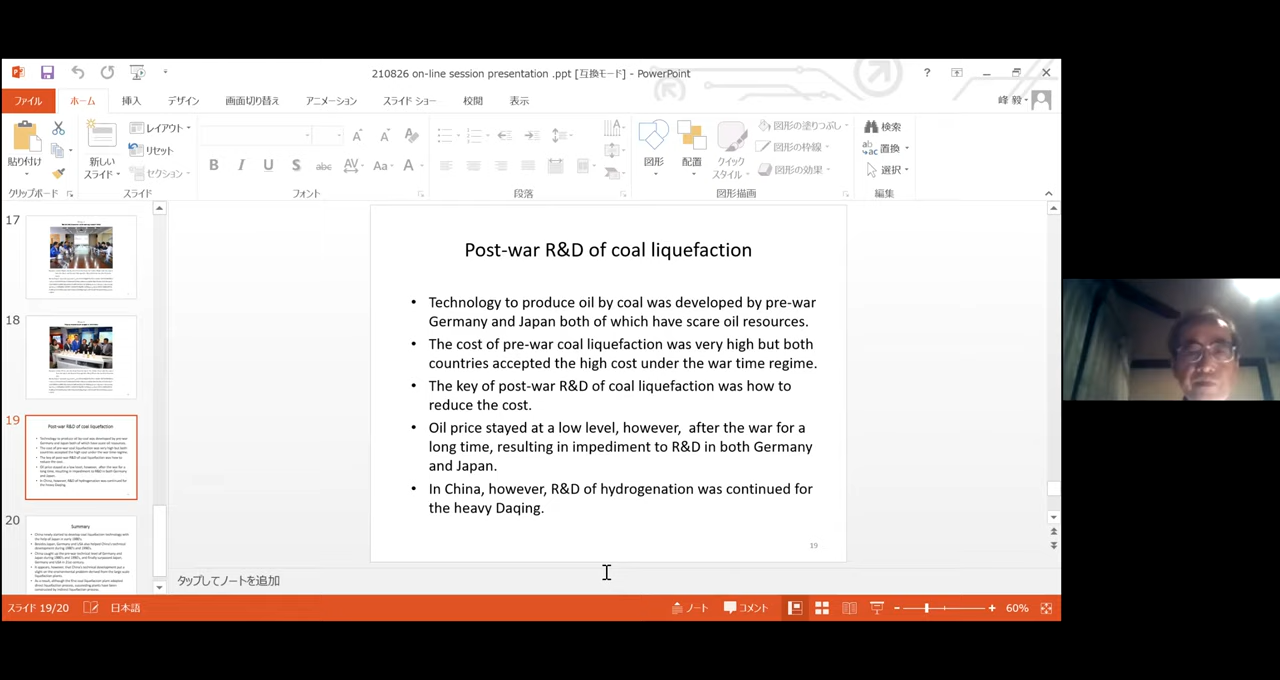 210826 on-line session presentation .ppt [互換モード] - PowerPoint
ファイル
ホーム
挿入
デザイン
画面切り替え
アニメーション
スライド ショー
校閲
表示
峰 毅
貼り付け
新しい
スライド
レイアウト
リセット
セクション
B I U S abc AV Aa A
図形
配置
クイック
スタイル
図形の塗りつぶし
図形の枠線
図形の効果
検索
置換
選択
クリップボード
スライド
フォント
段落
図形描画
編集
17
18
19
20
Post-war R&D of coal liquefaction
Summary
Post-war R&D of coal liquefaction
• Technology to produce oil by coal was developed by pre-war
Germany and Japan both of which have scare oil resources.
• The cost of pre-war coal liquefaction was very high but both
countries accepted the high cost under the war time regime.
• The key of post-war R&D of coal liquefaction was how to
reduce the cost.
• Oil price stayed at a low level, however, after the war for a
long time, resulting in impediment to R&D in both Germany
and Japan.
• In China, however, R&D of hydrogenation was continued for
the heavy Daqing.
19
タップしてノートを追加
スライド 19/20
日本語
ノート
コメント
60%